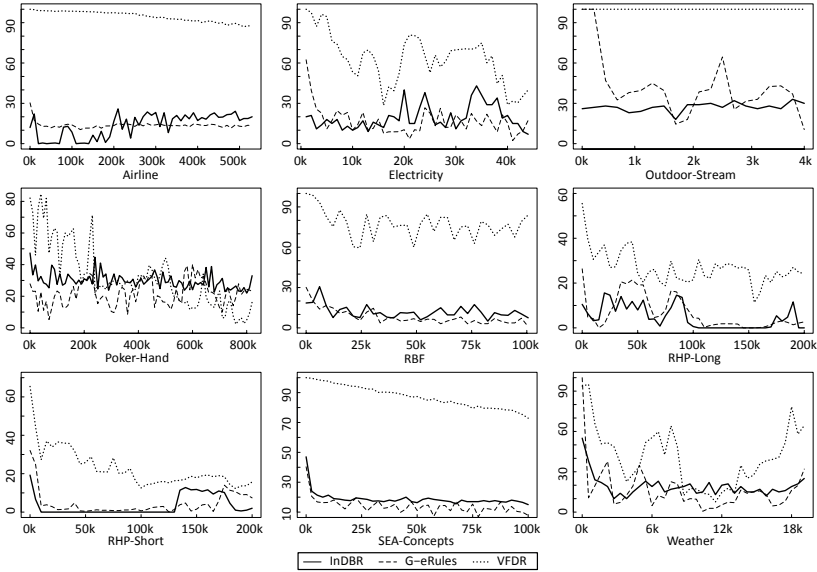 0 30 60 90
0k 100k 200k 300k 400k 500k
Airline
0 30 60 90
0k 10k 20k 30k 40k
Electricity
0 30 60 90
0k 1k 2k 3k 4k
Outdoor-Stream
0 20 40 60 80
0k 200k 400k 600k 800k
Poker-Hand
0 30 60 90
0k 25k 50k 75k 100k
RBF
0 20 40 60
0k 50k 100k 150k 200k
RHP-Long
0 20 40 60
0k 50k 100k 150k 200k
RHP-Short
10 30 50 70 90
0k 25k 50k 75k 100k
SEA-Concepts
0 30 60 90
0k 6k 12k 18k
Weather
InDBR G-eRules VFDR